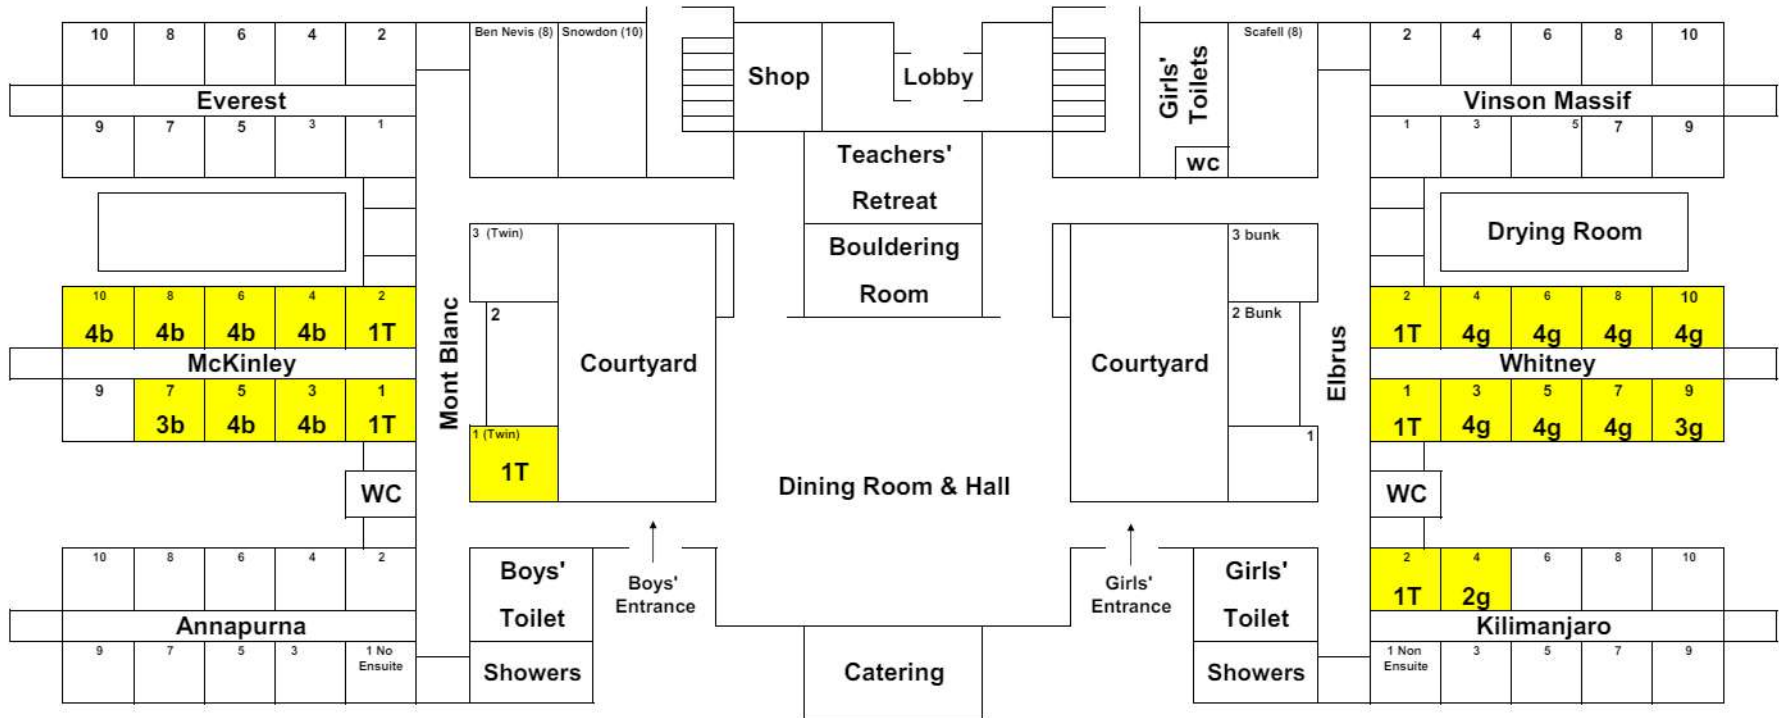 10 8 6 4 2
Ben Nevis (8) Snowdon (10)
Scafell (8)
2 4 6 8 10
Shop
Lobby
Girls'
Toilets
Everest
Vinson Massif
9 7 5 3 1
1 3 5 7 9
Teachers'
Retreat
WC
3 (Twin)
Bouldering
Room
3 bunk
Drying Room
10 8 6 4 2
4b 4b 4b 4b 1T
McKinley
9 7 5 3 1
3b 4b 4b 1T
Mont Blanc
2
1 (Twin)
1T
Courtyard
Courtyard
2 Bunk
1
Elbrus
2 4 6 8 10
1T 4g 4g 4g 4g
Whitney
1 3 5 7 9
1T 4g 4g 4g 3g
Dining Room & Hall
WC
WC
10 8 6 4 2
Annapurna
9 7 5 3 1 No
Ensuite
Boys'
Toilet
Showers
Boys'
Entrance
Catering
Girls'
Entrance
Girls'
Toilet
Showers
2 4 6 8 10
1T 2g
Kilimanjaro
1 Non 3 5 7 9
Ensuite